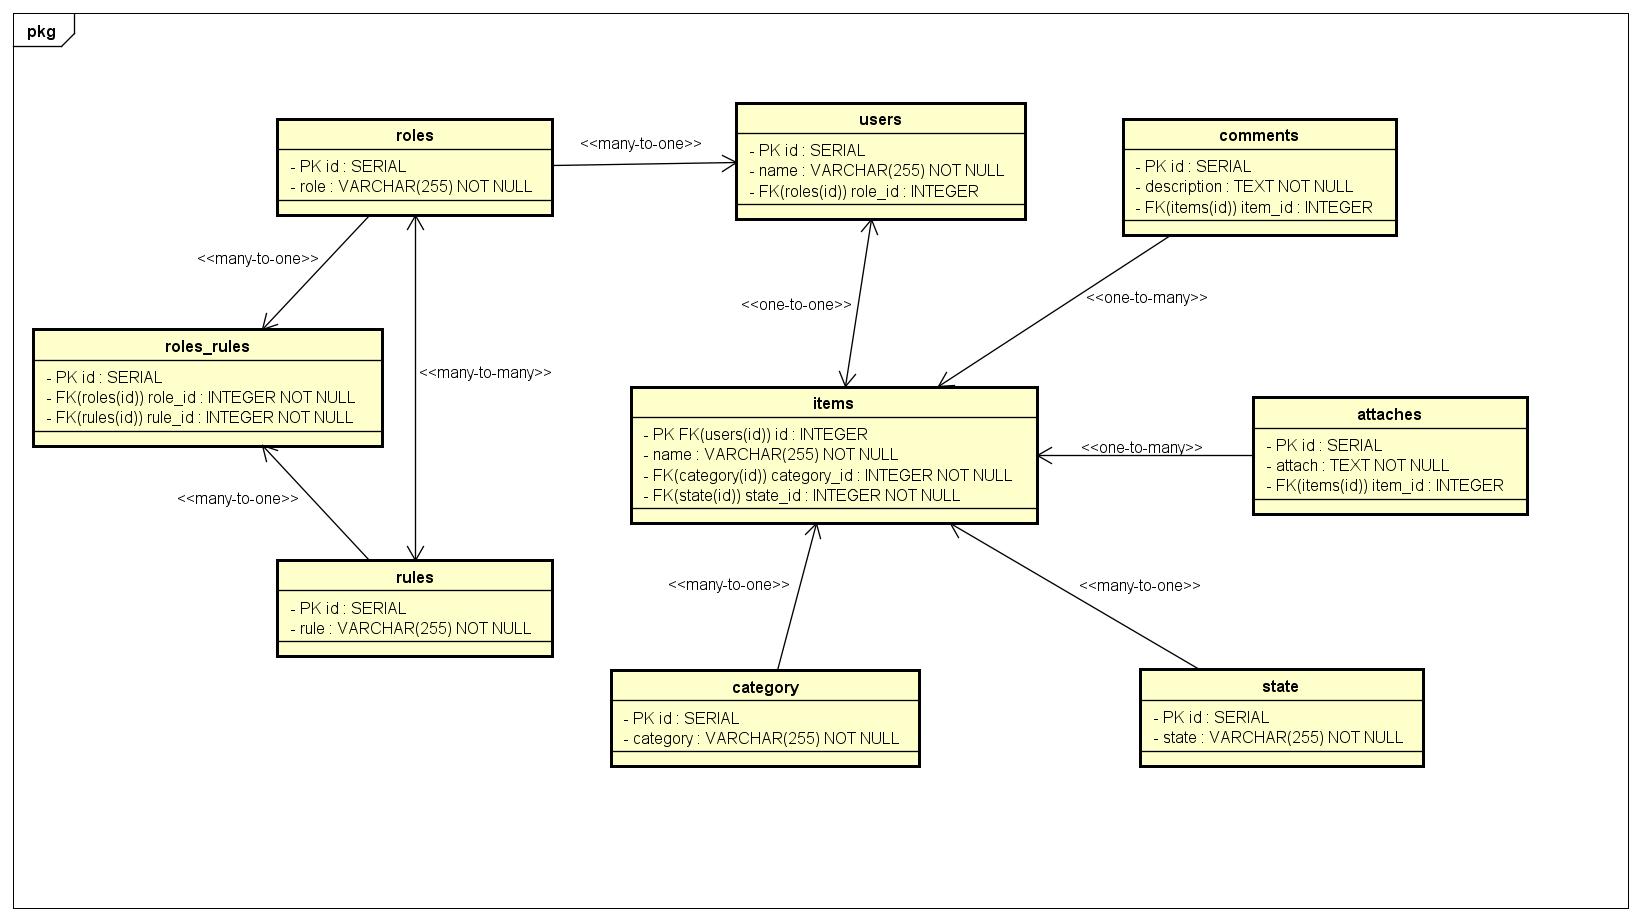 pkg
roles
- PK id : SERIAL
- role : VARCHAR(255) NOT NULL
<<many-to-one>>
users
- PK id : SERIAL
- name : VARCHAR(255) NOT NULL
- FK(roles(id)) role_id : INTEGER
comments
- PK id : SERIAL
- description : TEXT NOT NULL
- FK(items(id)) item_id : INTEGER
<<many-to-one>>
<<one-to-one>>
<<one-to-many>>
roles_rules
- PK id : SERIAL
- FK(roles(id)) role_id : INTEGER NOT NULL
- FK(rules(id)) rule_id : INTEGER NOT NULL
<<many-to-many>>
items
- PK FK(users(id)) id : INTEGER
- name : VARCHAR(255) NOT NULL
- FK(category(id)) category_id : INTEGER NOT NULL
- FK(state(id)) state_id : INTEGER NOT NULL
<<one-to-many>>
attaches
- PK id : SERIAL
- attach : TEXT NOT NULL
- FK(items(id)) item_id : INTEGER
<<many-to-one>>
rules
- PK id : SERIAL
- rule : VARCHAR(255) NOT NULL
<<many-to-one>>
<<many-to-one>>
category
- PK id : SERIAL
- category : VARCHAR(255) NOT NULL
state
- PK id : SERIAL
- state : VARCHAR(255) NOT NULL